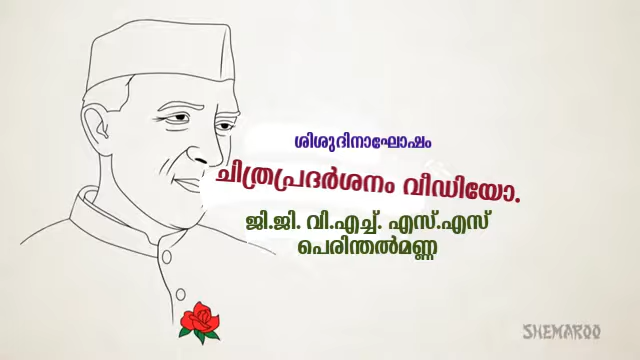 ശിശുദിനാഘോഷം
ചിത്രപ്രദർശനം വീഡിയോ.
ജി.ജി. വി.എച്ച്. എസ്.എസ്
പെരിന്തൽമണ്ണ
SHEMAROO